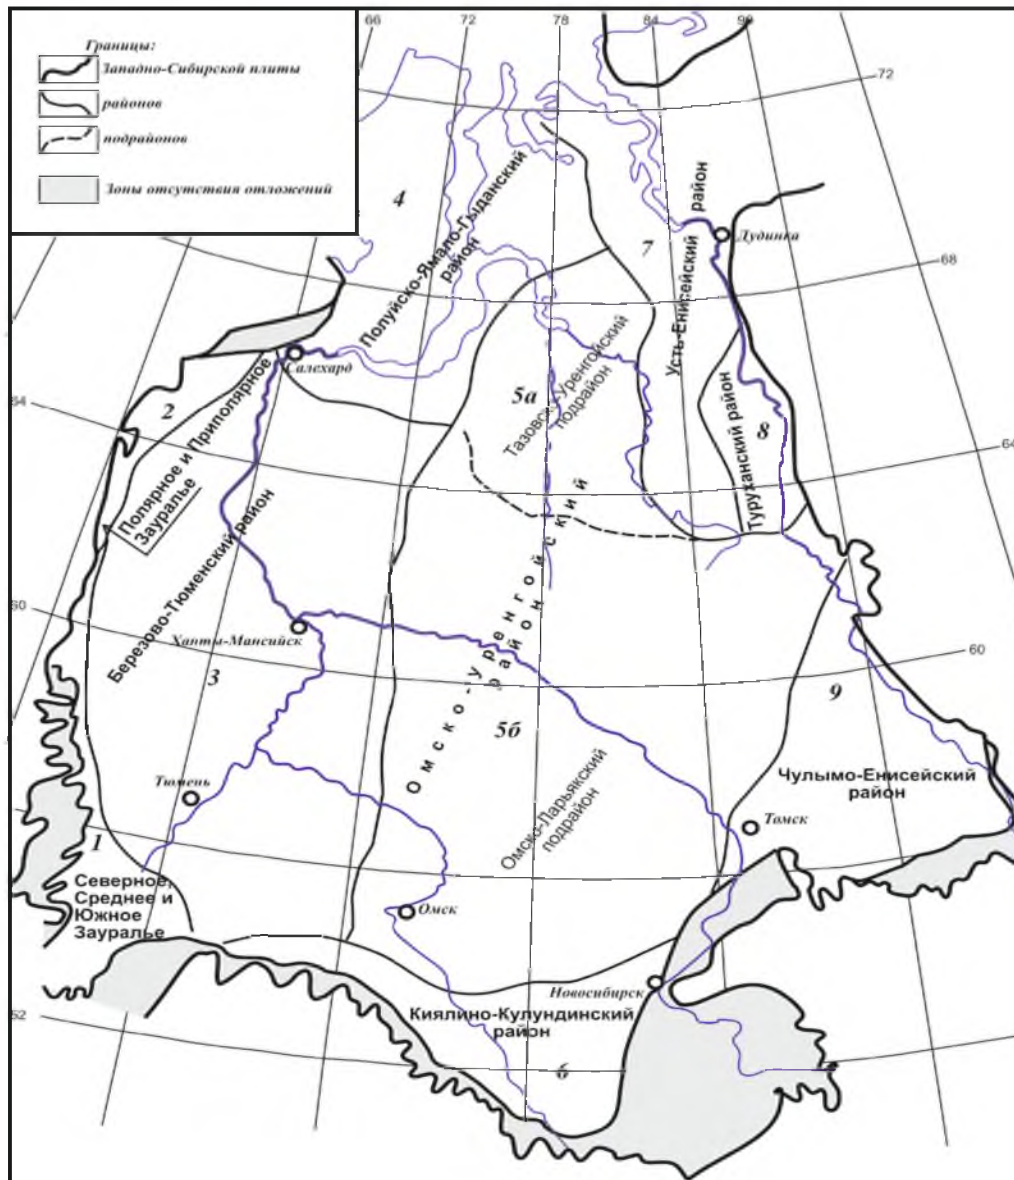 Границы:
Западно-Сибирской плиты
районов
подрайонов
Зоны отсутствия отложений
66
72
78
84
90
72
4
Полуйско-Ямало-Гыданский
район
7
Усть-Енисейский
район
Дудинка
68
Салехард
64
2
Полярное и Приполярное
Зауралье
5а
Тазовско-Уренгойский
подрайон
Туруханский район
8
64
Березово-Тюменский район
60
Ханты-Мансийск
3
Омско-Уренгойский
район
5б
60
9
Тюмень
Омско-Ларьякский
подрайон
Чулымо-Енисейский
район
Томск
1
Северное,
Среднее и
Южное
Зауралье
Омск
Новосибирск
52
Киялино-Кулундинский
район
6